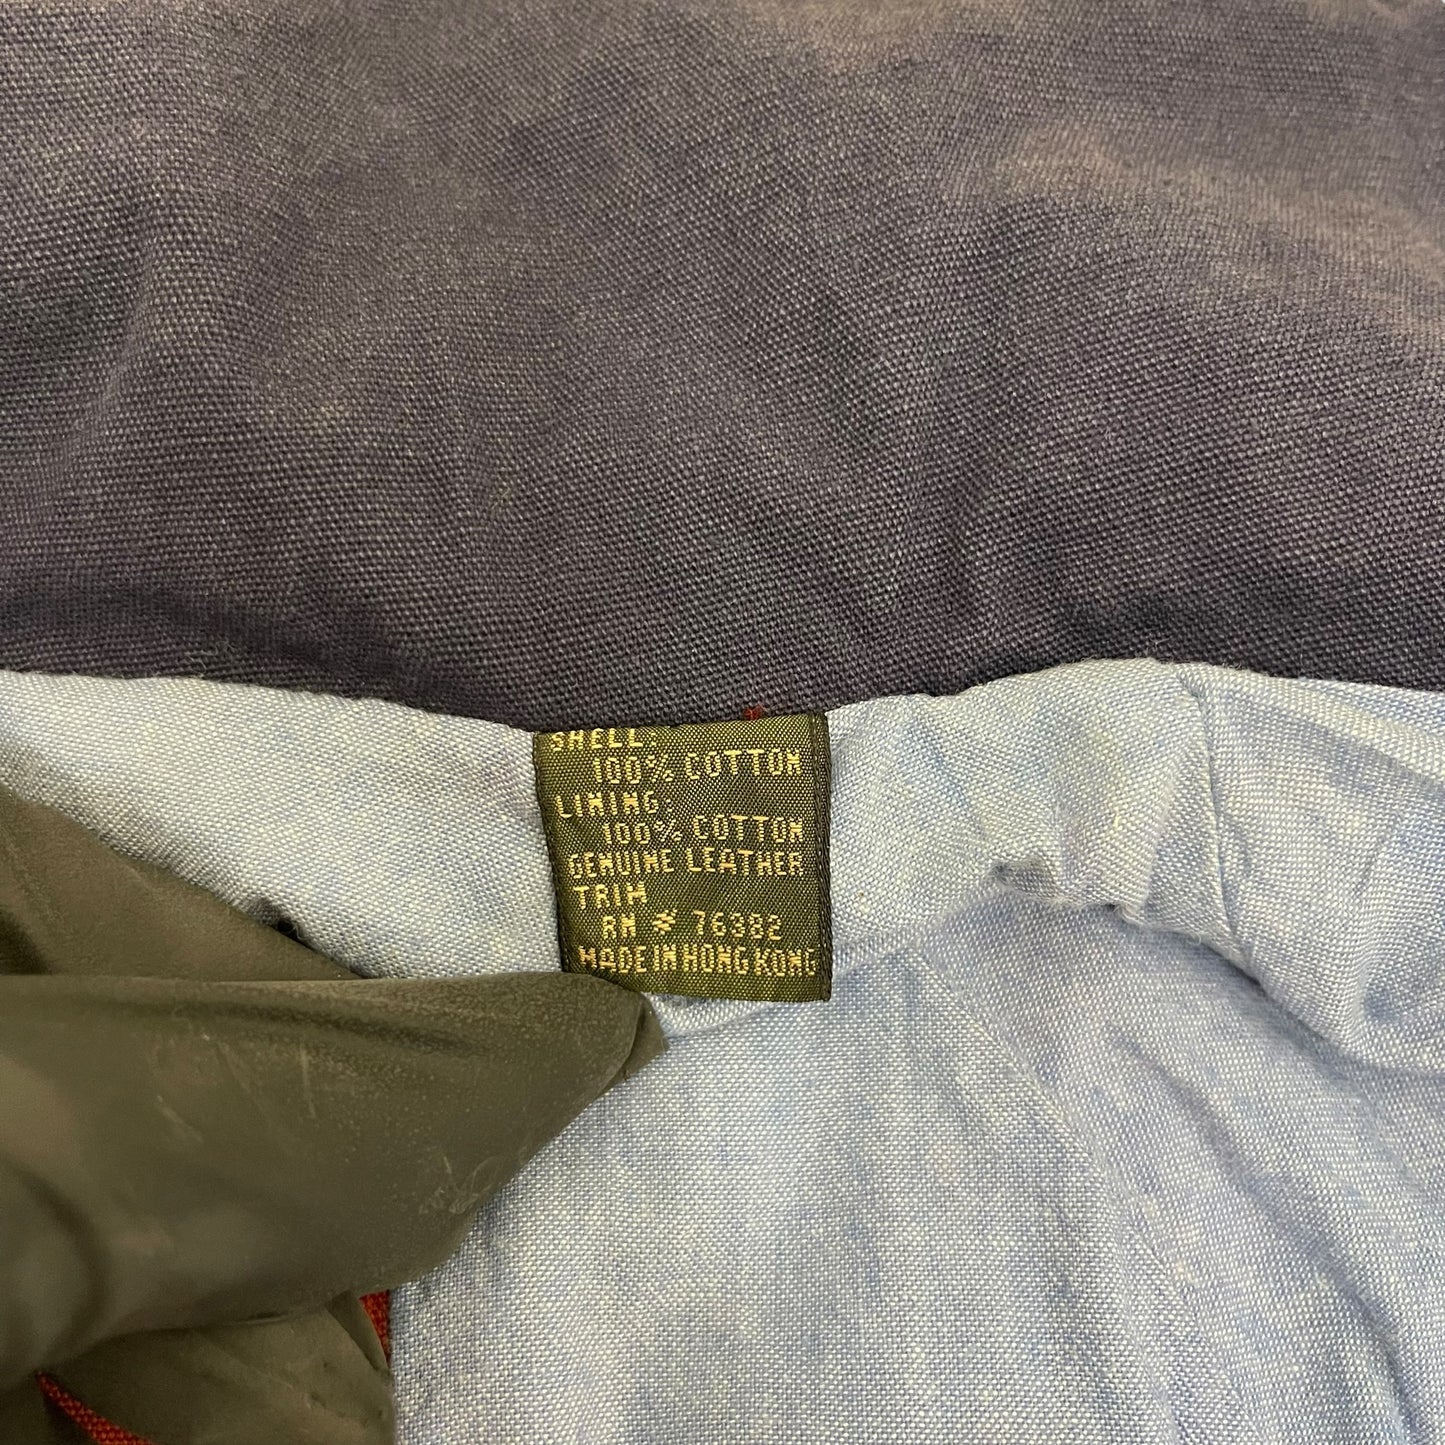 SHELL:
100% COTTON
LINING:
100% COTTON
GENUINE LEATHER
TRIM
RN # 76382
MADE IN HONG KONG